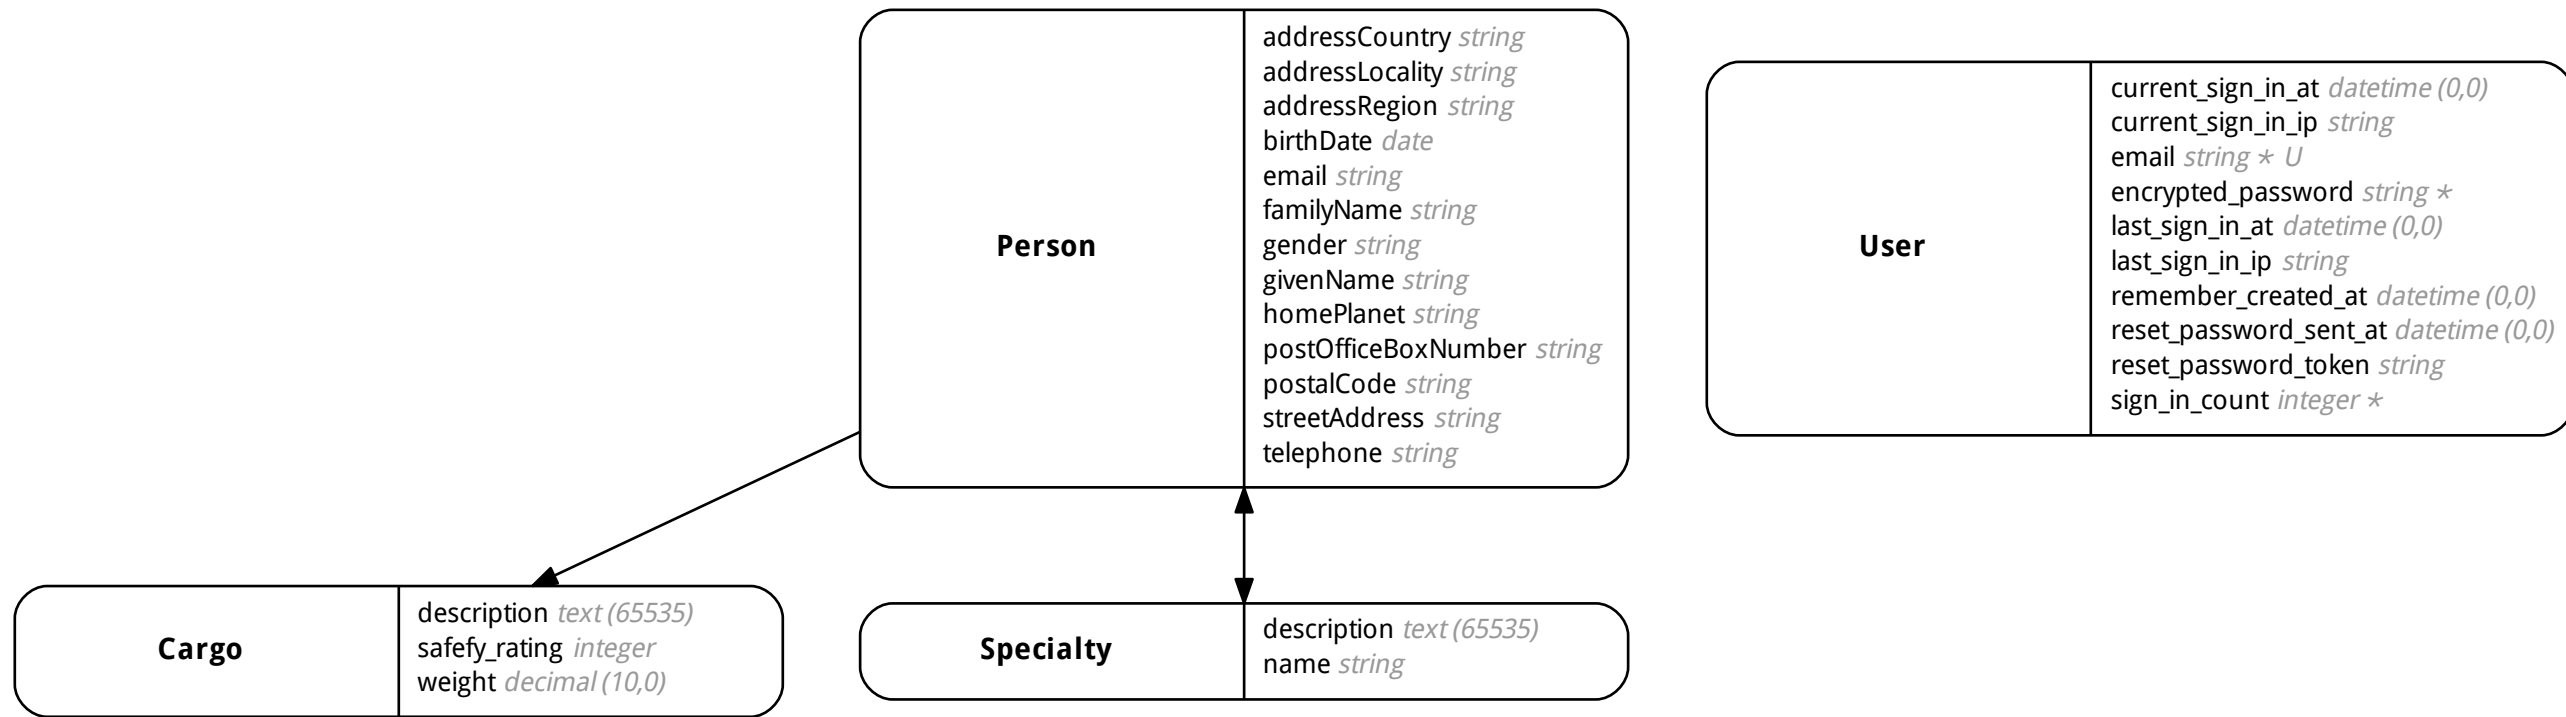 Person
addressCountry string
addressLocality string
addressRegion string
birthDate date
email string
familyName string
gender string
givenName string
homePlanet string
postOfficeBoxNumber string
postalCode string
streetAddress string
telephone string
User
current_sign_in_at datetime (0,0)
current_sign_in_ip string
email string * U
encrypted_password string *
last_sign_in_at datetime (0,0)
last_sign_in_ip string
remember_created_at datetime (0,0)
reset_password_sent_at datetime (0,0)
reset_password_token string
sign_in_count integer *
Cargo
description text (65535)
safefy_rating integer
weight decimal (10,0)
Specialty
description text (65535)
name string